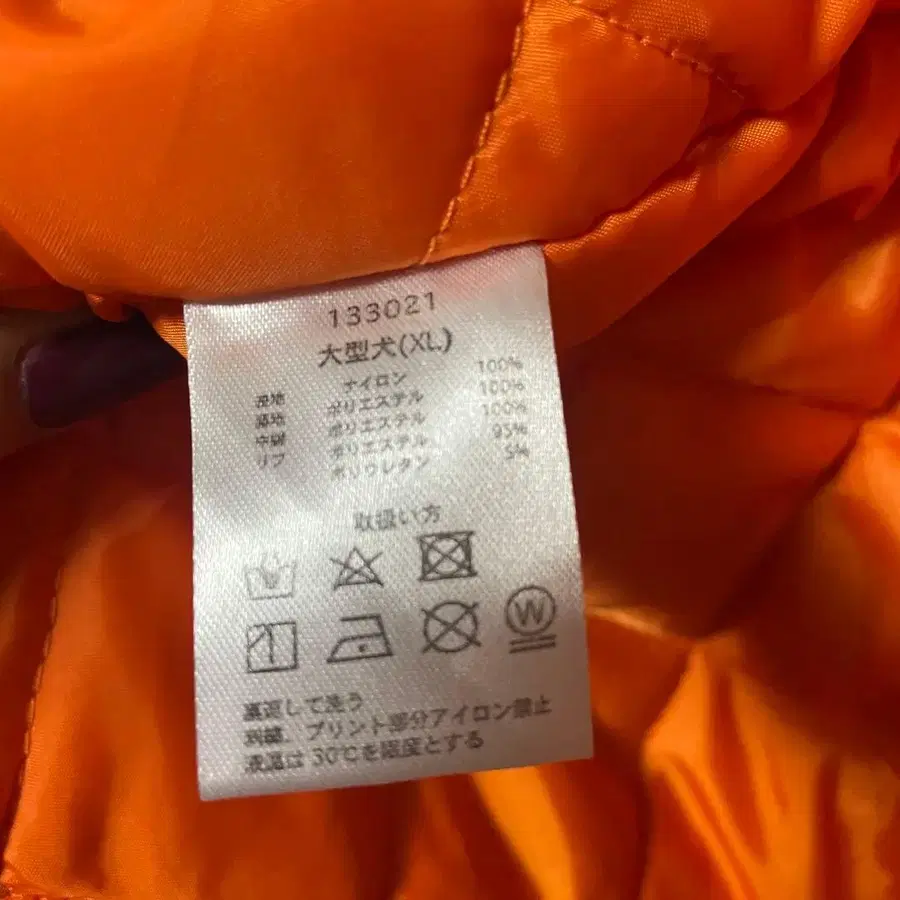 133021
大型犬(XL)
表地 ナイロン 100%
裏地 ポリエステル 100%
中綿 ポリエステル 100%
リブ ポリエステル 95%
ポリウレタン 5%
取扱い方
W
裏返して洗う
刺繍、プリント部分アイロン禁止
液温は30℃を限度とする